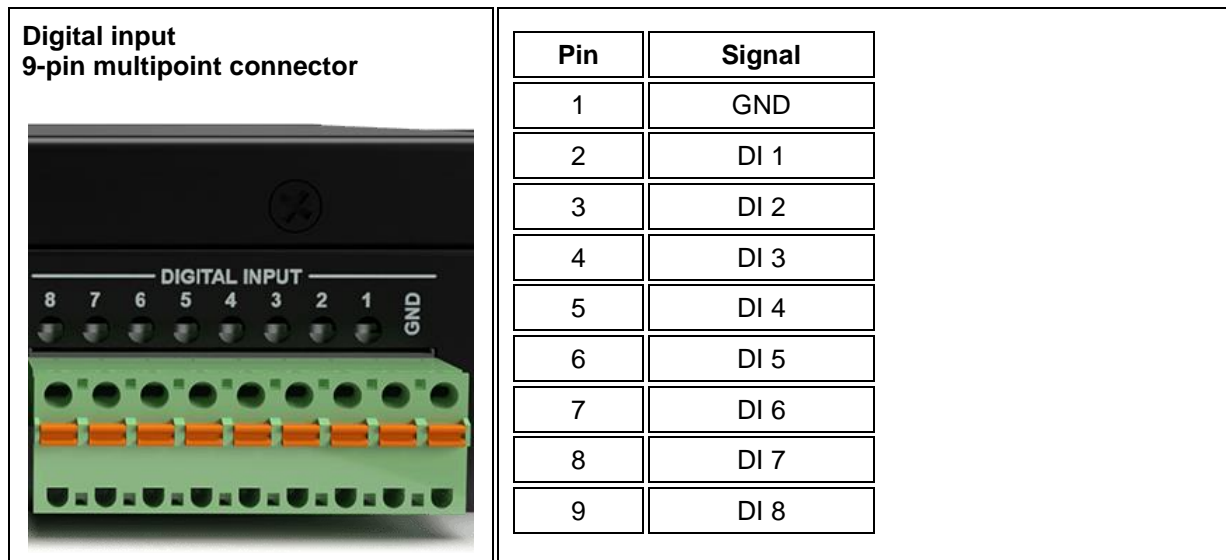 Digital input
9-pin multipoint connector
DIGITAL INPUT
8 7 6 5 4 3 2 1 GND
Pin Signal
1 GND
2 DI 1
3 DI 2
4 DI 3
5 DI 4
6 DI 5
7 DI 6
8 DI 7
9 DI 8